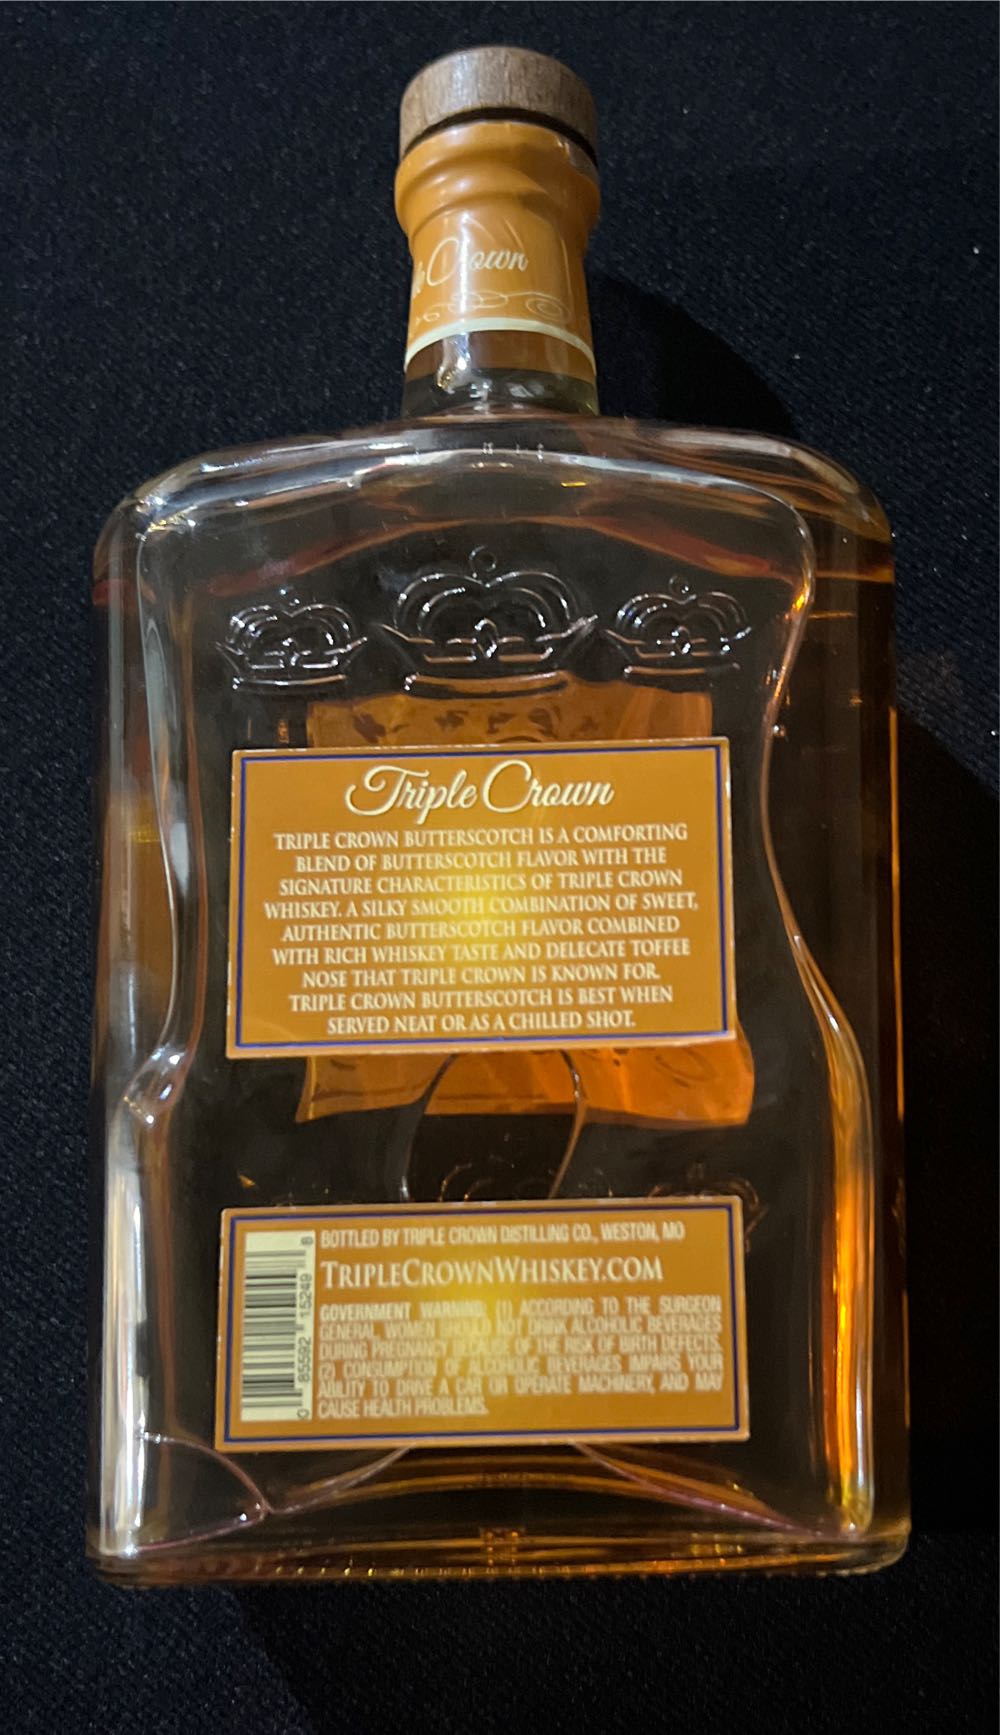 Crown
Triple Crown
TRIPLE CROWN BUTTERSCOTCH IS A COMFORTING
BLEND OF BUTTERSCOTCH FLAVOR WITH THE
SIGNATURE CHARACTERISTICS OF TRIPLE CROWN
WHISKEY. A SILKY SMOOTH COMBINATION OF SWEET,
AUTHENTIC BUTTERSCOTCH FLAVOR COMBINED
WITH RICH WHISKEY TASTE AND DELECATE TOFFEE
NOSE THAT TRIPLE CROWN IS KNOWN FOR.
TRIPLE CROWN BUTTERSCOTCH IS BEST WHEN
SERVED NEAT OR AS A CHILLED SHOT.
BOTTLED BY TRIPLE CROWN DISTILLING CO., WESTON, MO
TRIPLECROWNWHISKEY.COM
GOVERNMENT WARNING: (1) ACCORDING TO THE SURGEON
GENERAL, WOMEN SHOULD NOT DRINK ALCOHOLIC BEVERAGES
DURING PREGNANCY BECAUSE OF THE RISK OF BIRTH DEFECTS.
(2) CONSUMPTION OF ALCOHOLIC BEVERAGES IMPAIRS YOUR
ABILITY TO DRIVE A CAR OR OPERATE MACHINERY, AND MAY
CAUSE HEALTH PROBLEMS.
0 85592 15249 8